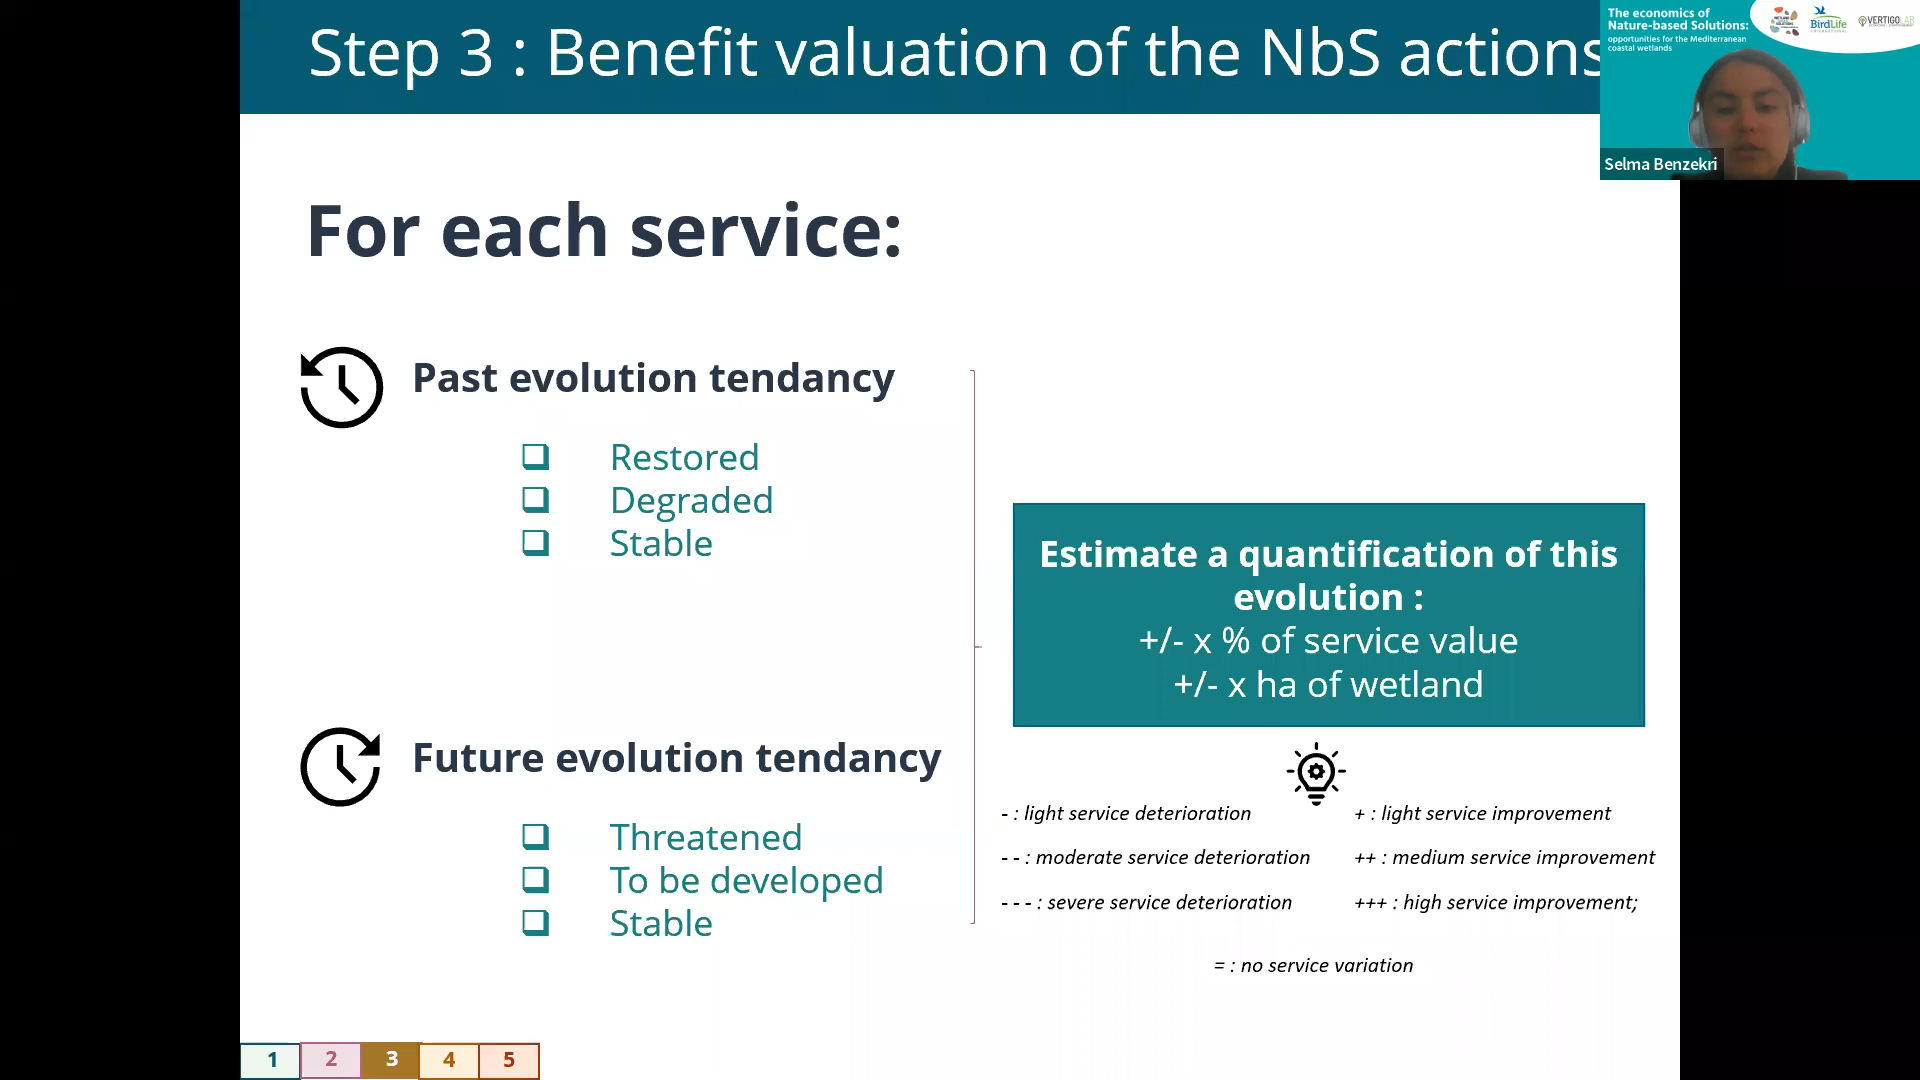 Step 3 : Benefit valuation of the NbS actions
The economics of
Nature-based Solutions:
opportunities for the Mediterranean
coastal wetlands
BirdLife
INTERNATIONAL
VERTIGOLAB
Selma Benzekri
For each service:
Past evolution tendancy
Restored
Degraded
Stable
Future evolution tendancy
Threatened
To be developed
Stable
Estimate a quantification of this
evolution :
+/- x % of service value
+/- x ha of wetland
- : light service deterioration
+ : light service improvement
- - : moderate service deterioration
++ : medium service improvement
- - - : severe service deterioration
+++ : high service improvement;
= : no service variation
1 2 3 4 5